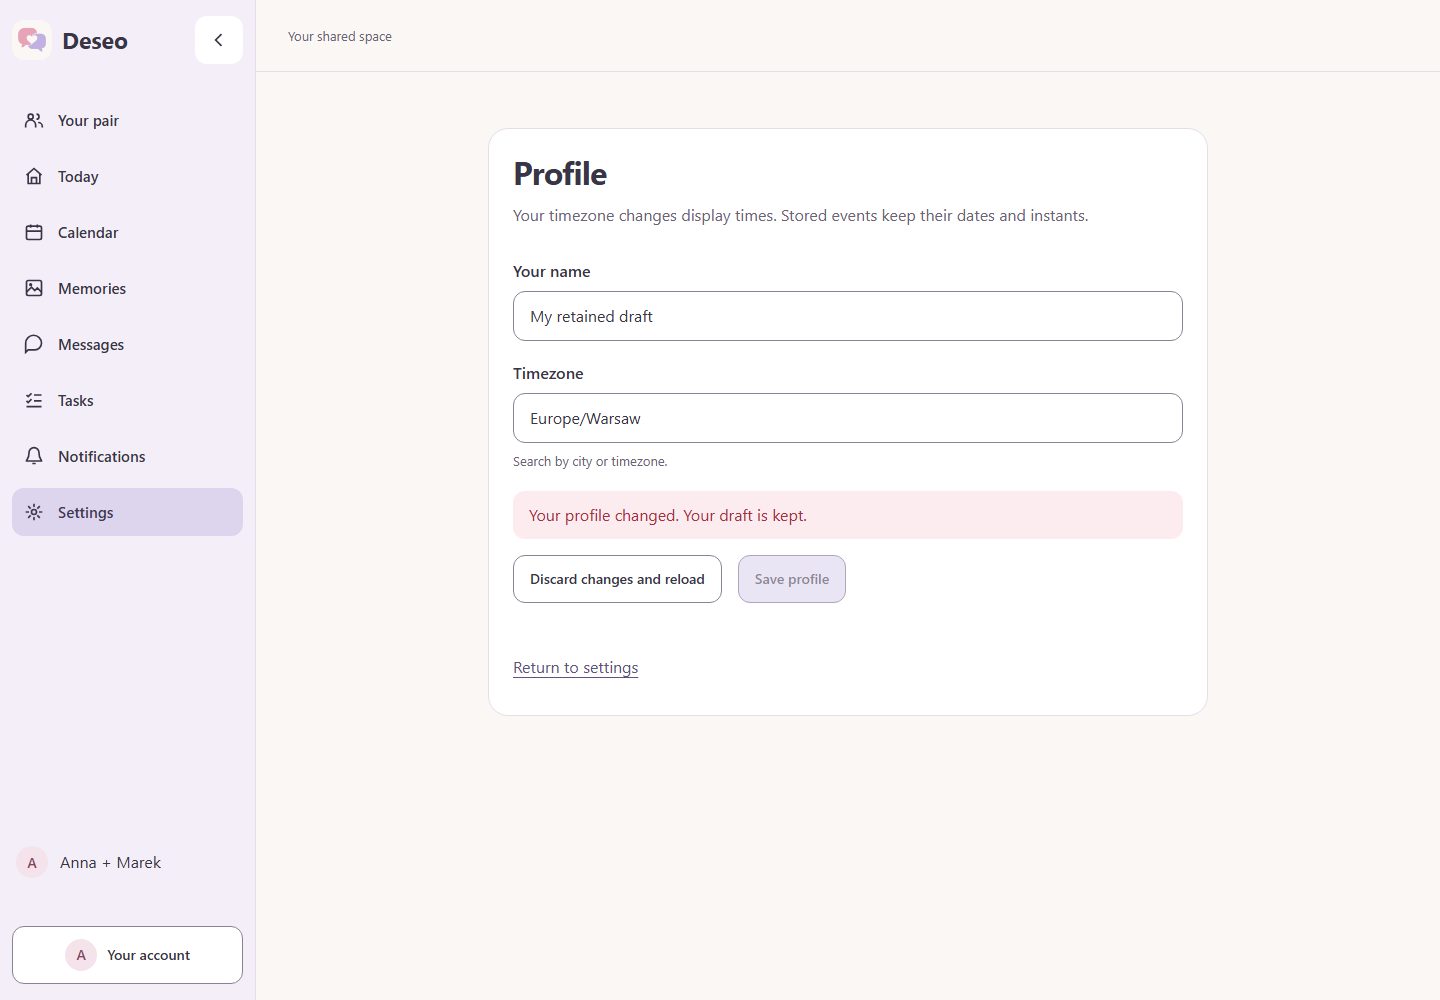 Deseo
Your pair
Today
Calendar
Memories
Messages
Tasks
Notifications
Settings
A Anna + Marek
A Your account
Your shared space
Profile
Your timezone changes display times. Stored events keep their dates and instants.
Your name
My retained draft
Timezone
Europe/Warsaw
Search by city or timezone.
Your profile changed. Your draft is kept.
Discard changes and reload
Save profile
Return to settings